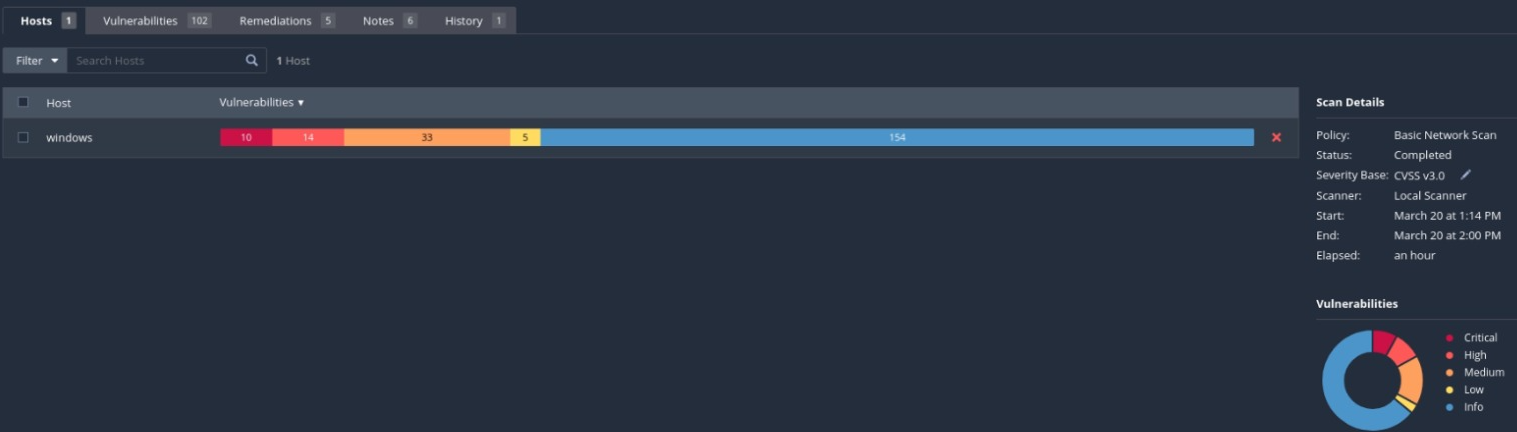 Hosts 1 Vulnerabilities 102 Remediations 5 Notes 6 History 1
Filter Search Hosts 1 Host
Host Vulnerabilities
windows 10 14 33 5 154
Scan Details
Policy: Basic Network Scan
Status: Completed
Severity Base: CVSS v3.0
Scanner: Local Scanner
Start: March 20 at 1:14 PM
End: March 20 at 2:00 PM
Elapsed: an hour
Vulnerabilities
Critical
High
Medium
Low
Info